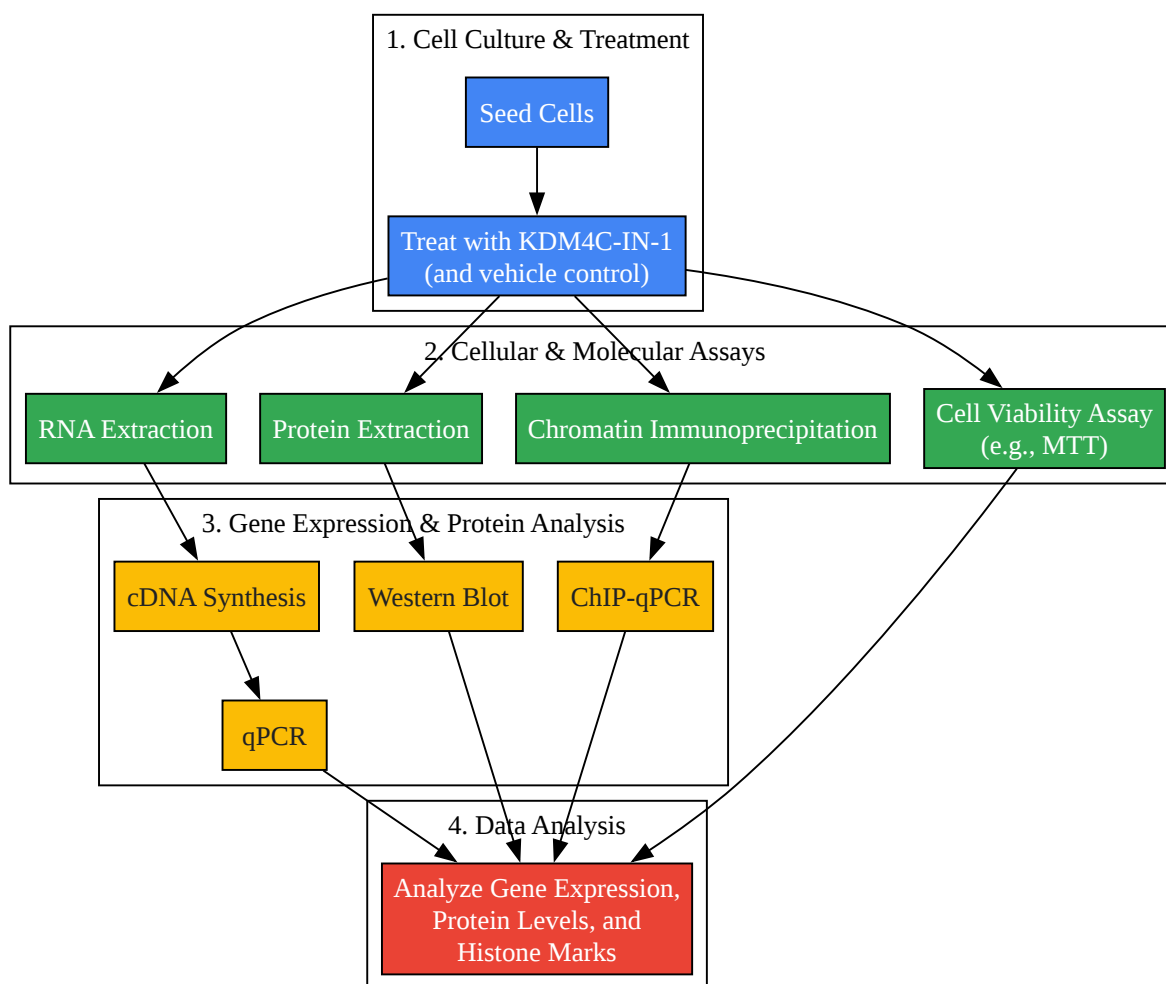 1. Cell Culture & Treatment
Seed Cells
Treat with KDM4C-IN-1
(and vehicle control)
2. Cellular & Molecular Assays
RNA Extraction
Protein Extraction
Chromatin Immunoprecipitation
Cell Viability Assay
(e.g., MTT)
3. Gene Expression & Protein Analysis
cDNA Synthesis
Western Blot
ChIP-qPCR
qPCR
4. Data Analysis
Analyze Gene Expression,
Protein Levels, and
Histone Marks